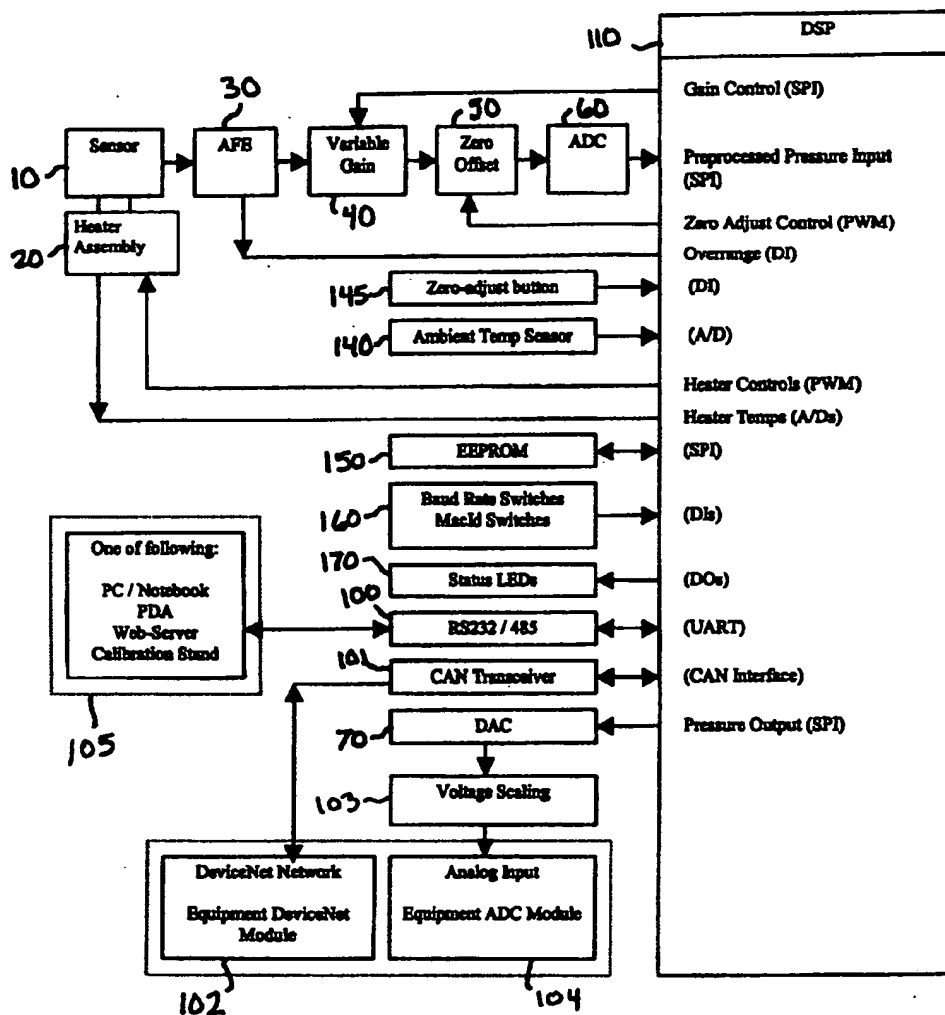 110
DSP
Gain Control (SPI)
30
50
60
Sensor
AFE
Variable
Gain
Zero
Offset
ADC
10
Preprocessed Pressure Input
(SPI)
40
Heater
Assembly
20
Zero Adjust Control (PWM)
Overrange (DI)
145
Zero-adjust button
(DI)
140
Ambient Temp Sensor
(A/D)
Heater Controls (PWM)
Heater Temps (A/Ds)
150
EEPROM
(SPI)
160
Baud Rate Switches
MacId Switches
(DIs)
One of following:
PC / Notebook
PDA
Web-Server
Calibration Stand
105
170
Status LEDs
(DOs)
100
RS232 / 485
(UART)
101
CAN Transceiver
(CAN Interface)
70
DAC
Pressure Output (SPI)
103
Voltage Scaling
DeviceNet Network
Equipment DeviceNet
Module
Analog Input
Equipment ADC Module
102
104